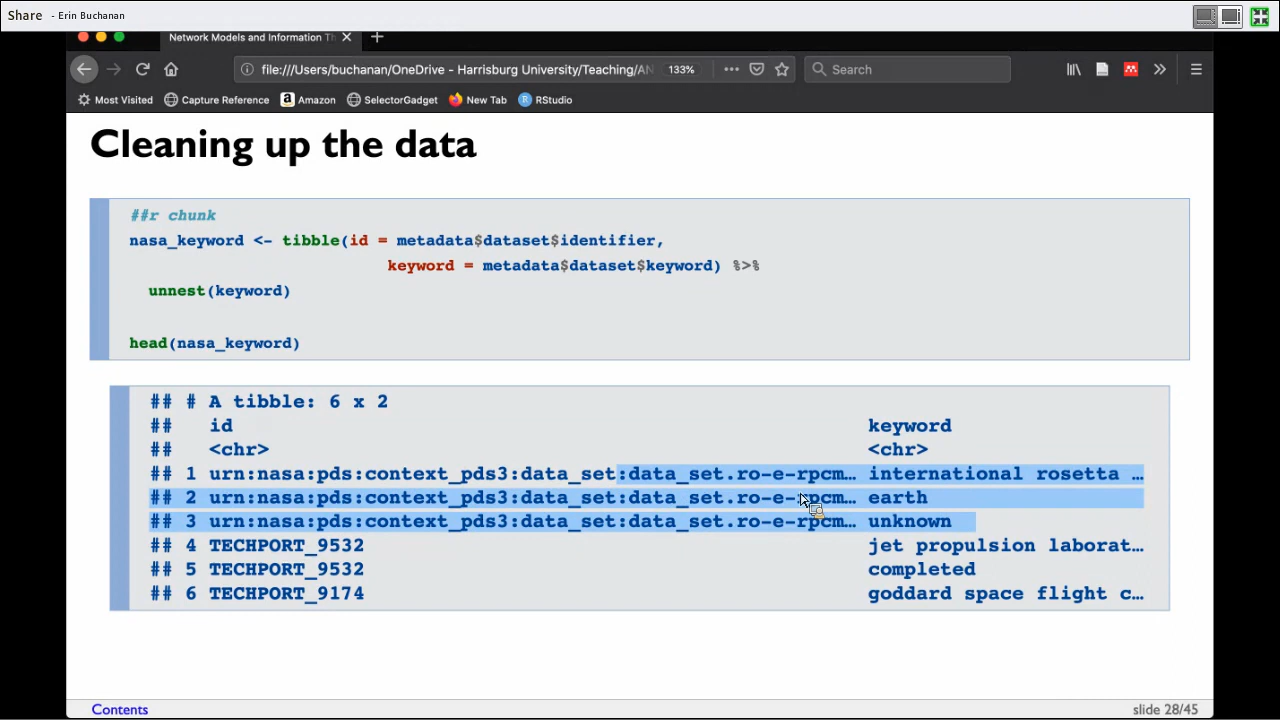 Share - Erin Buchanan
Network Models and Information Th
file:///Users/buchanan/OneDrive - Harrisburg University/Teaching/AN 133% Search
Most Visited Capture Reference Amazon SelectorGadget New Tab RStudio
Cleaning up the data
##r chunk
nasa_keyword <- tibble(id = metadata$dataset$identifier,
keyword = metadata$dataset$keyword) %>%
unnest(keyword)
head(nasa_keyword)
## # A tibble: 6 x 2
## id keyword
## <chr> <chr>
## 1 urn:nasa:pds:context_pds3:data_set:data_set.ro-e-rpcm… international rosetta …
## 2 urn:nasa:pds:context_pds3:data_set:data_set.ro-e-rpcm… earth
## 3 urn:nasa:pds:context_pds3:data_set:data_set.ro-e-rpcm… unknown
## 4 TECHPORT_9532 jet propulsion laborat…
## 5 TECHPORT_9532 completed
## 6 TECHPORT_9174 goddard space flight c…
Contents slide 28/45